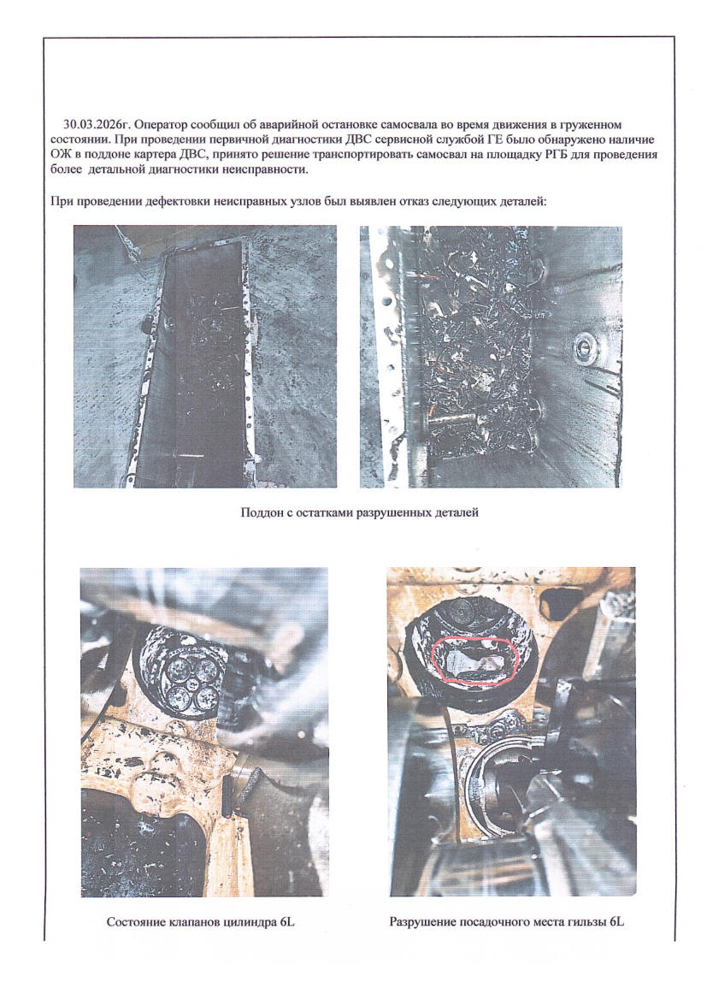 30.03.2026г. Оператор сообщил об аварийной остановке самосвала во время движения в груженном
состоянии. При проведении первичной диагностики ДВС сервисной службой ГЕ было обнаружено наличие
ОЖ в поддоне картера ДВС, принято решение транспортировать самосвал на площадку РГБ для проведения
более детальной диагностики неисправности.
При проведении дефектовки неисправных узлов был выявлен отказ следующих деталей:
Поддон с остатками разрушенных деталей
Состояние клапанов цилиндра 6L
Разрушение посадочного места гильзы 6L